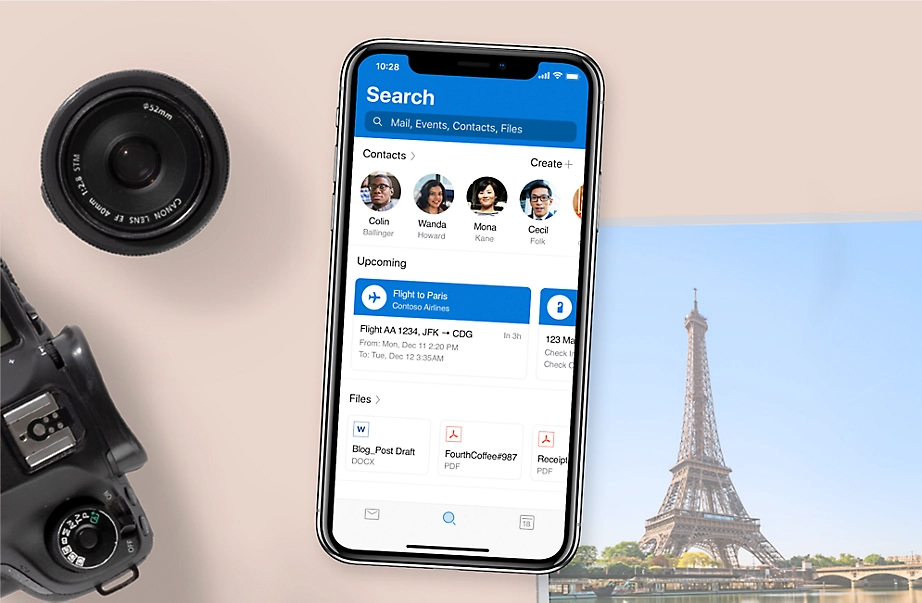 Φ52mm
CANON LENS EF 40mm 1:2.8 STM
10:28
Search
Mail, Events, Contacts, Files
Contacts
Create
Colin
Ballinger
Wanda
Howard
Mona
Kane
Cecil
Folk
Upcoming
Flight to Paris
Contoso Airlines
Flight AA 1234, JFK → CDG
In 3h
From: Mon, Dec 11 2:20 PM
To: Tue, Dec 12 3:35AM
123 Ma
Check In
Check O
Files
W
Blog_Post Draft
DOCX
FourthCoffee#987
PDF
Receipt
PDF
18
OFF